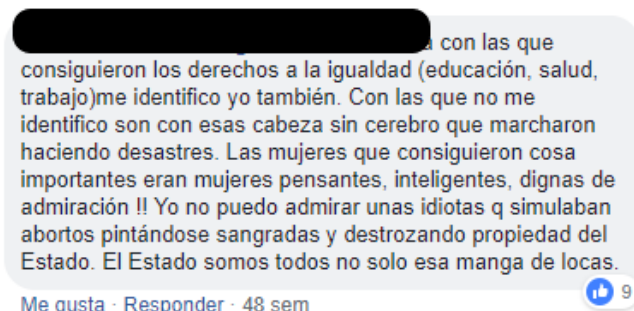 con las que
consiguieron los derechos a la igualdad (educación, salud,
trabajo)me identifico yo también. Con las que no me
identifico son con esas cabeza sin cerebro que marcharon
haciendo desastres. Las mujeres que consiguieron cosa
importantes eran mujeres pensantes, inteligentes, dignas de
admiración !! Yo no puedo admirar unas idiotas q simulaban
abortos pintándose sangradas y destrozando propiedad del
Estado. El Estado somos todos no solo esa manga de locas.
9
Me gusta · Responder · 48 sem